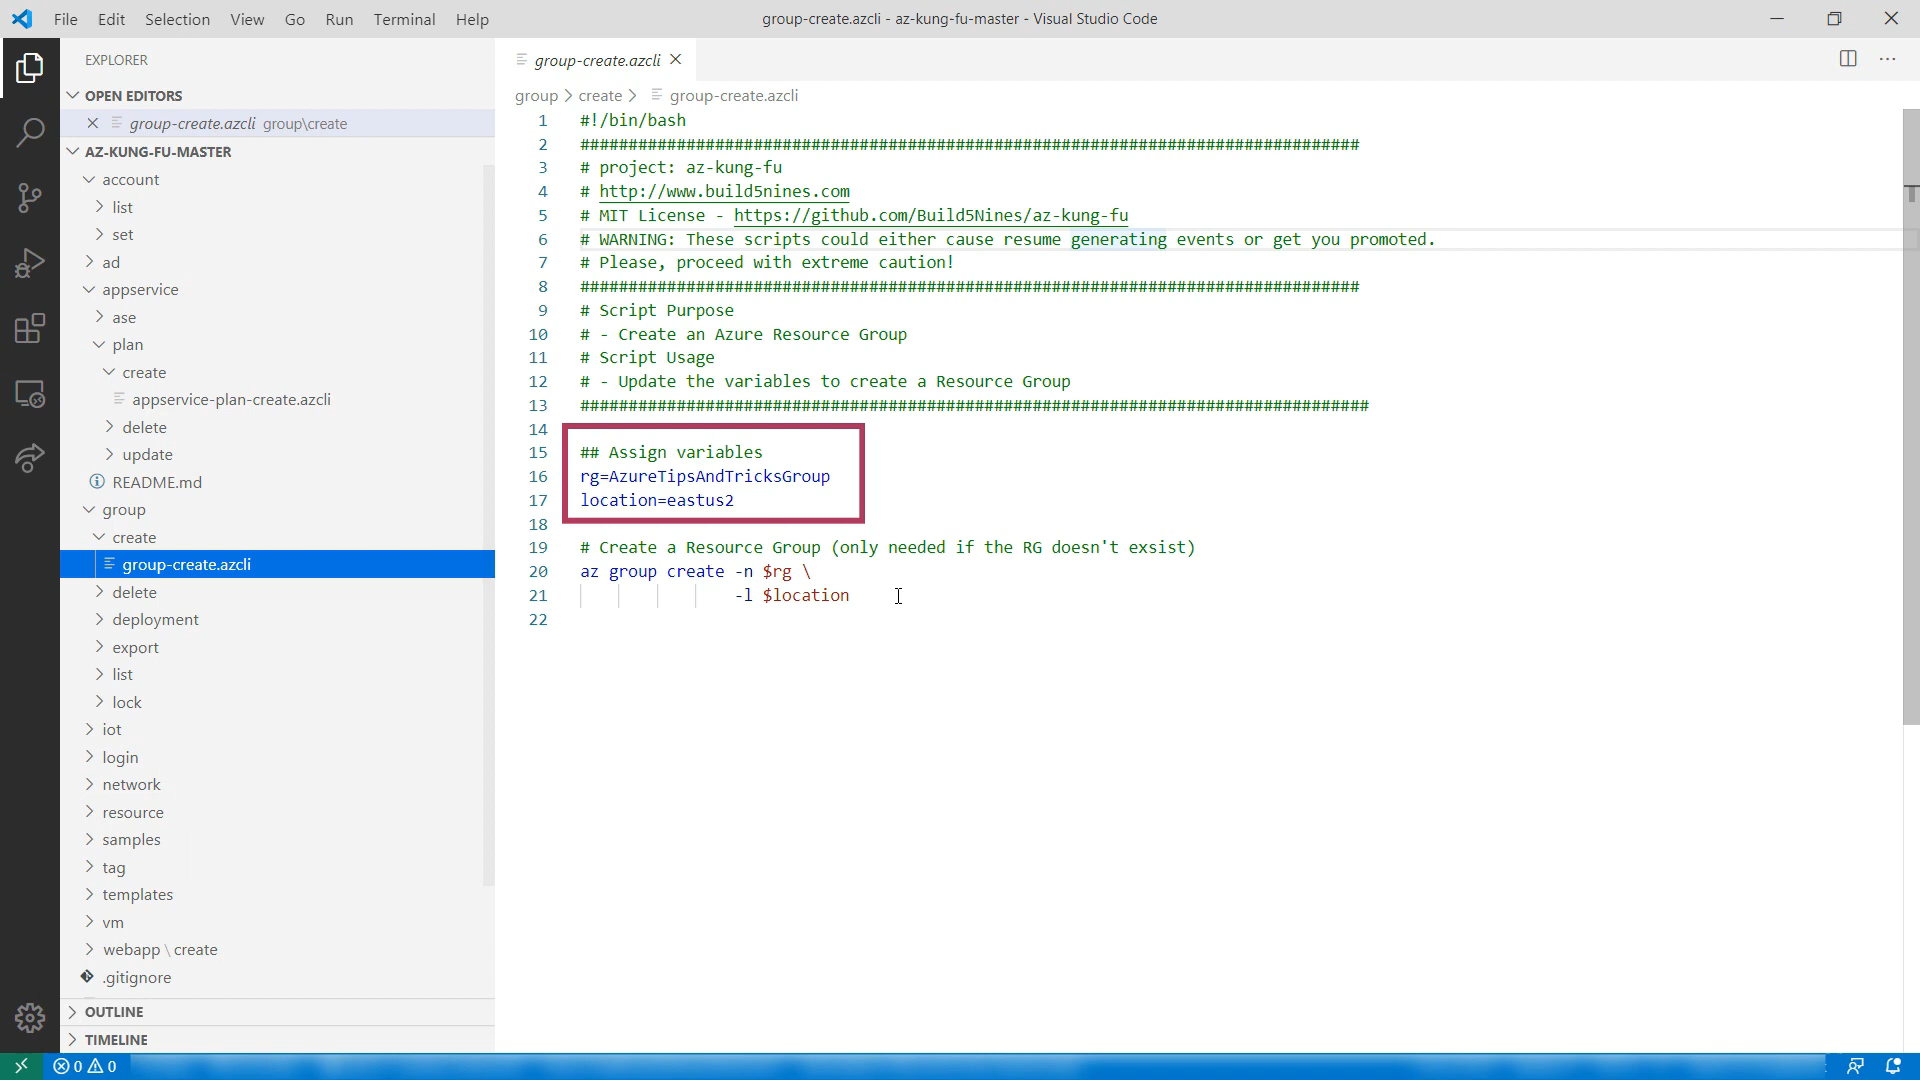 File Edit Selection View Go Run Terminal Help
group-create.azcli - az-kung-fu-master - Visual Studio Code
EXPLORER
OPEN EDITORS
group-create.azcli group\create
AZ-KUNG-FU-MASTER
account
list
set
ad
appservice
ase
plan
create
appservice-plan-create.azcli
delete
update
README.md
group
create
group-create.azcli
delete
deployment
export
list
lock
iot
login
network
resource
samples
tag
templates
vm
webapp \ create
.gitignore
OUTLINE
TIMELINE
group-create.azcli
group > create > group-create.azcli
1 #!/bin/bash
2 #################################################################################
3 # project: az-kung-fu
4 # http://www.build5nines.com
5 # MIT License - https://github.com/Build5Nines/az-kung-fu
6 # WARNING: These scripts could either cause resume generating events or get you promoted.
7 # Please, proceed with extreme caution!
8 #################################################################################
9 # Script Purpose
10 # - Create an Azure Resource Group
11 # Script Usage
12 # - Update the variables to create a Resource Group
13 ##################################################################################
14
15 ## Assign variables
16 rg=AzureTipsAndTricksGroup
17 location=eastus2
18
19 # Create a Resource Group (only needed if the RG doesn't exsist)
20 az group create -n $rg \
21 -l $location
22
0 0